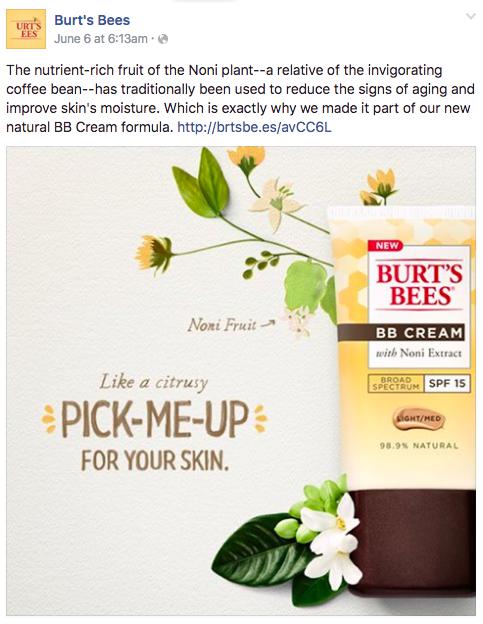 BURT'S
BEES
Burt's Bees
June 6 at 6:13am ·
The nutrient-rich fruit of the Noni plant--a relative of the invigorating
coffee bean--has traditionally been used to reduce the signs of aging and
improve skin's moisture. Which is exactly why we made it part of our new
natural BB Cream formula. http://brtsbe.es/avCC6L
NEW
BURT'S
BEES®
BB CREAM
with Noni Extract
BROAD
SPECTRUM
SPF 15
LIGHT/MED
98.9% NATURAL
Noni Fruit
Like a citrusy
PICK-ME-UP
FOR YOUR SKIN.